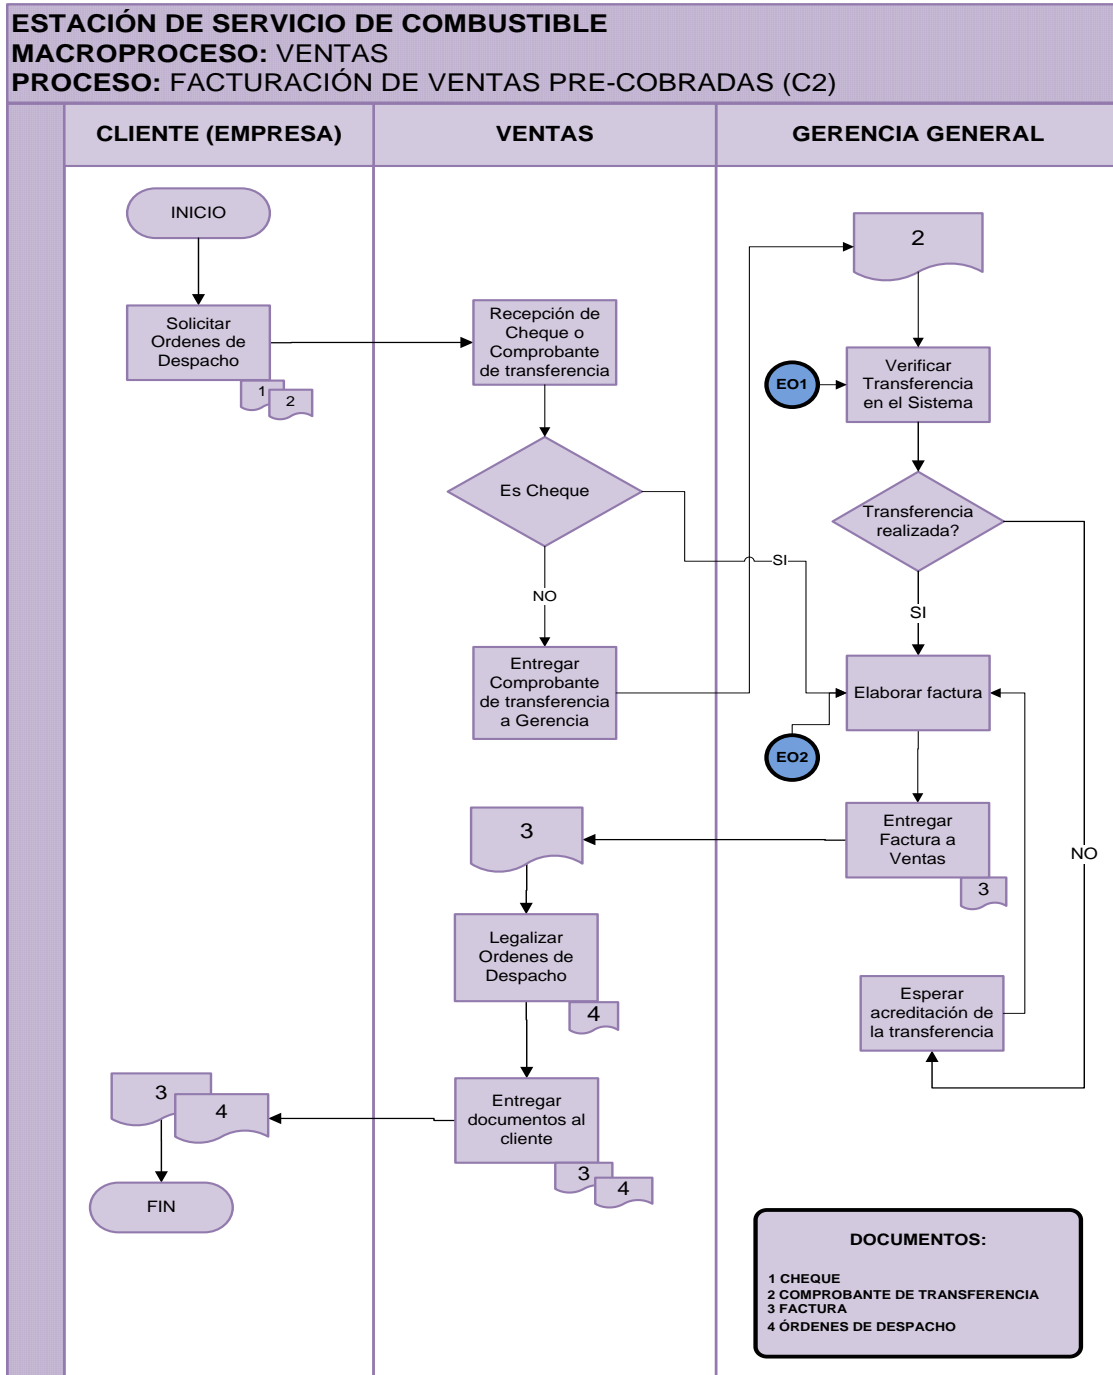 ESTACIÓN DE SERVICIO DE COMBUSTIBLE
MACROPROCESO: VENTAS
PROCESO: FACTURACIÓN DE VENTAS PRE-COBRADAS (C2)
CLIENTE (EMPRESA)
VENTAS
GERENCIA GENERAL
INICIO
Solicitar
Ordenes de
Despacho
1
2
Recepción de
Cheque o
Comprobante
de transferencia
Es Cheque
SI
NO
Entregar
Comprobante
de transferencia
a Gerencia
2
EO1
Verificar
Transferencia
en el Sistema
Transferencia
realizada?
SI
NO
Elaborar factura
EO2
Entregar
Factura a
Ventas
3
Esperar
acreditación de
la transferencia
3
Legalizar
Ordenes de
Despacho
4
Entregar
documentos al
cliente
3
4
3
4
FIN
DOCUMENTOS:
1 CHEQUE
2 COMPROBANTE DE TRANSFERENCIA
3 FACTURA
4 ÓRDENES DE DESPACHO